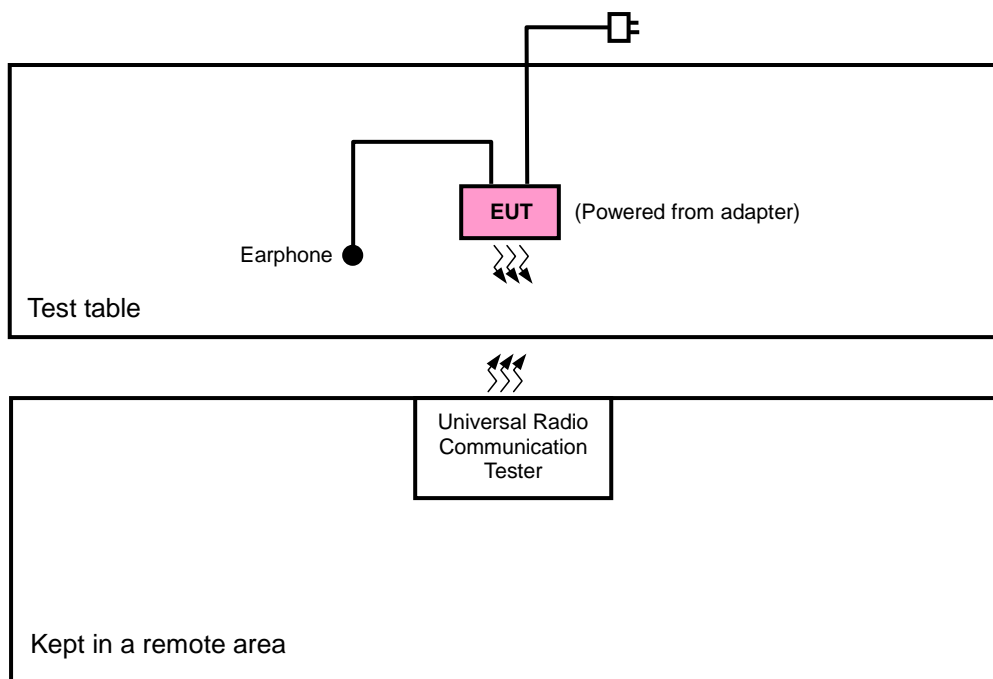 EUT
(Powered from adapter)
Earphone
Test table
Universal Radio
Communication
Tester
Kept in a remote area